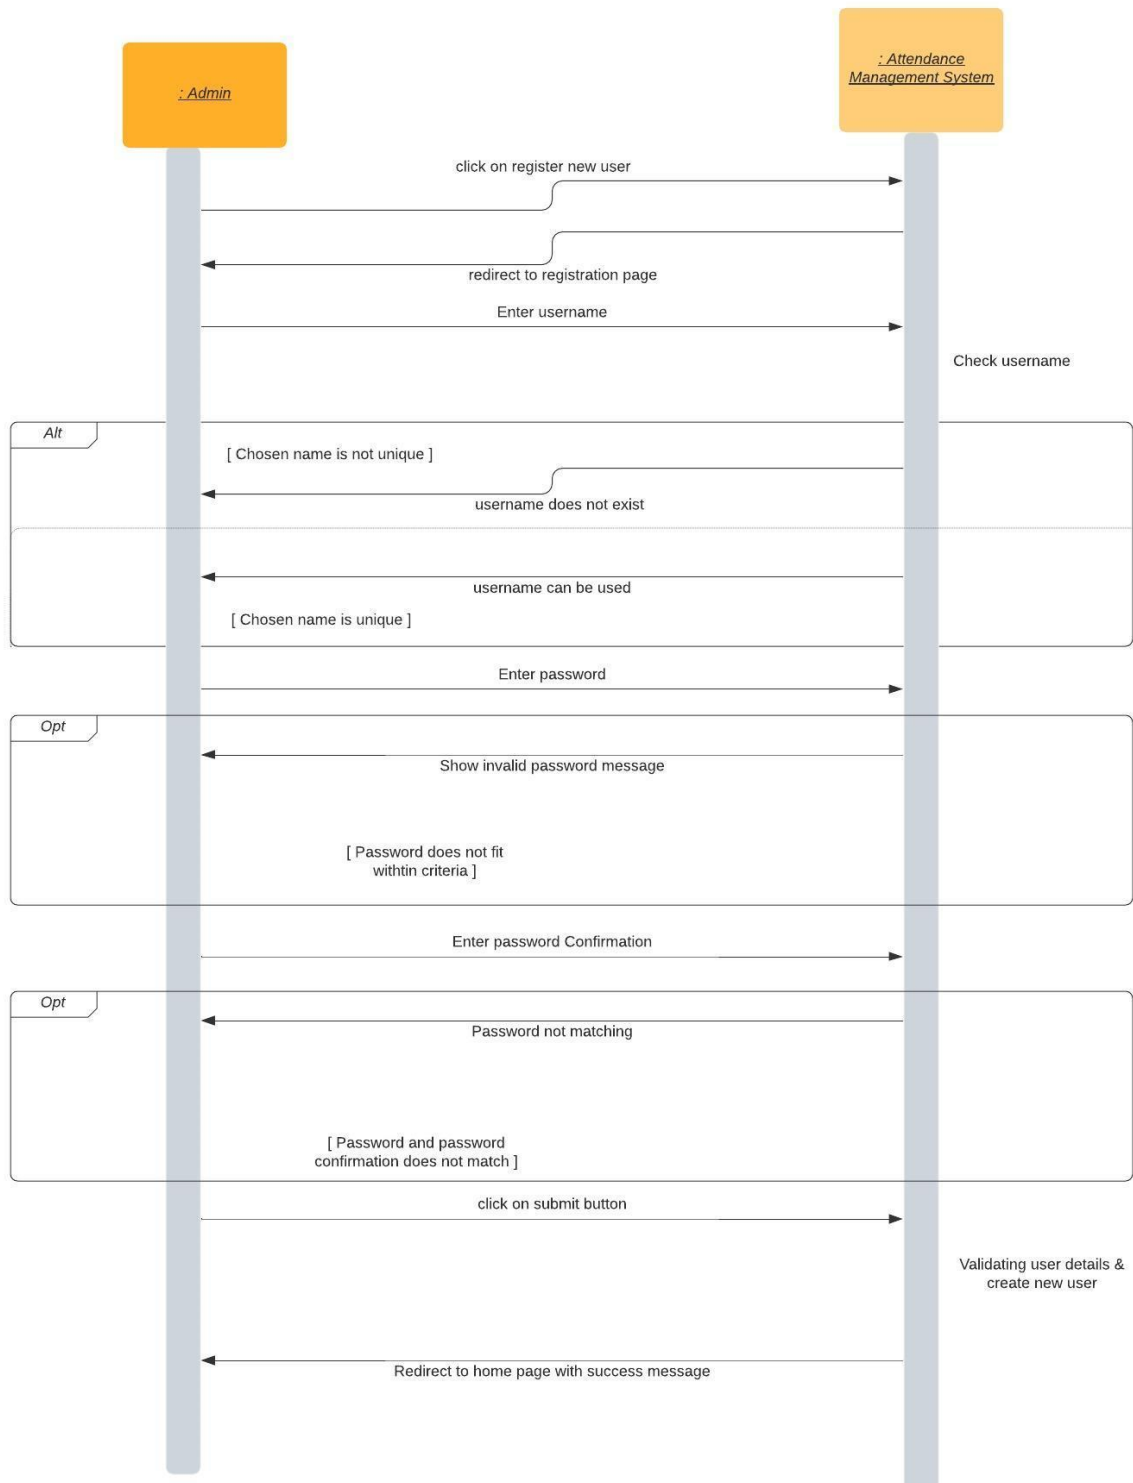 : Admin
: Attendance
Management System
click on register new user
redirect to registration page
Enter username
Check username
Alt
[ Chosen name is not unique ]
username does not exist
username can be used
[ Chosen name is unique ]
Enter password
Opt
Show invalid password message
[ Password does not fit
withtin criteria ]
Enter password Confirmation
Opt
Password not matching
[ Password and password
confirmation does not match ]
click on submit button
Validating user details &
create new user
Redirect to home page with success message